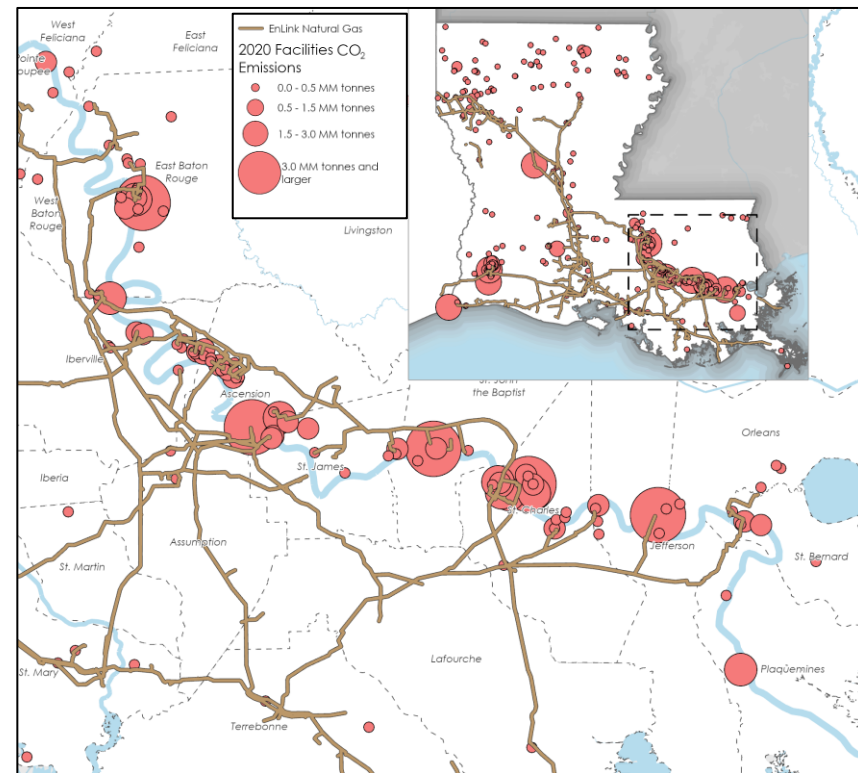 EnLink Natural Gas
2020 Facilities CO₂
Emissions
0.0 - 0.5 MM tonnes
0.5 - 1.5 MM tonnes
1.5 - 3.0 MM tonnes
3.0 MM tonnes and
larger
West
Feliciana
East
Feliciana
ointe
oupee
East Baton
Rouge
West
Baton
Rouge
Livingston
Iberville
Ascension
St. John
the Baptist
Orleans
St. James
Iberia
St. Charles
Jefferson
Assumption
St. Martin
St. Bernard
Lafourche
Plaquemines
St. Mary
Terrebonne